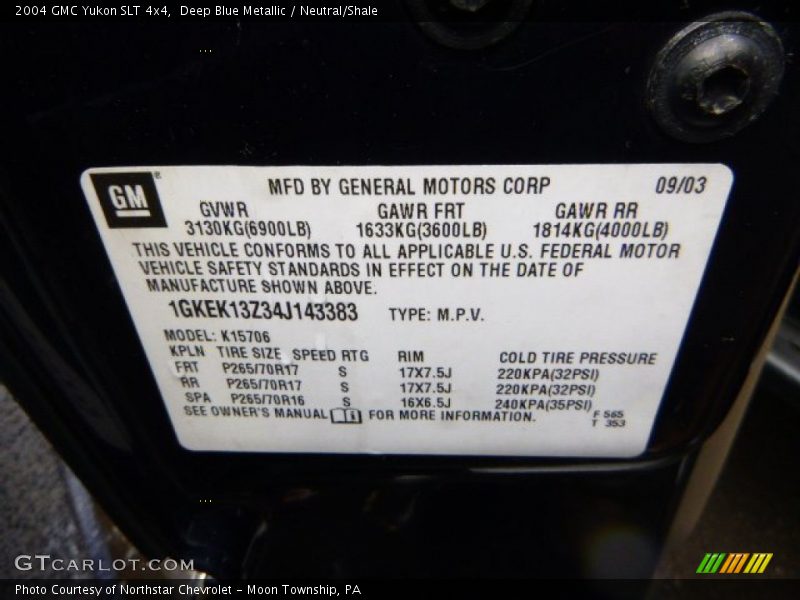 2004 GMC Yukon SLT 4x4,  Deep Blue Metallic / Neutral/Shale
GM®
MFD BY GENERAL MOTORS CORP 09/03
GVWR GAWR FRT GAWR RR
3130KG(6900LB) 1633KG(3600LB) 1814KG(4000LB)
THIS VEHICLE CONFORMS TO ALL APPLICABLE U.S. FEDERAL MOTOR
VEHICLE SAFETY STANDARDS IN EFFECT ON THE DATE OF
MANUFACTURE SHOWN ABOVE.
1GKEK13Z34J143383 TYPE: M.P.V.
MODEL: K15706
KPLN TIRE SIZE SPEED RTG RIM COLD TIRE PRESSURE
FRT P265/70R17 S 17X7.5J 220KPA(32PSI)
RR P265/70R17 S 17X7.5J 220KPA(32PSI)
SPA P265/70R16 S 16X6.5J 240KPA(35PSI)
SEE OWNER'S MANUAL FOR MORE INFORMATION.
F 565
T 353
GTCARLOT.COM
Photo Courtesy of Northstar Chevrolet – Moon Township, PA